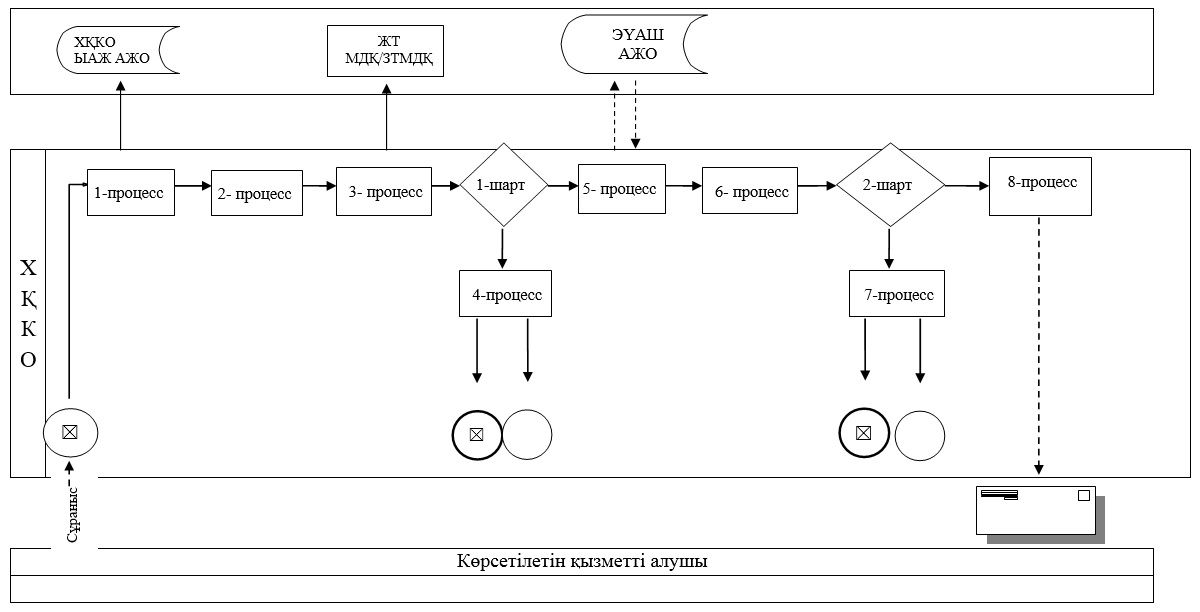 ХҚКО
ЫАЖ АЖО
ЖТ
МДҚ/ЗТМДҚ
ЭҮАШ
АЖО
Х
Қ
К
О
1-процесс
2- процесс
3- процесс
1-шарт
5- процесс
6- процесс
2-шарт
8-процесс
4-процесс
7-процесс
Сұраныс
Көрсетілетін қызметті алушы